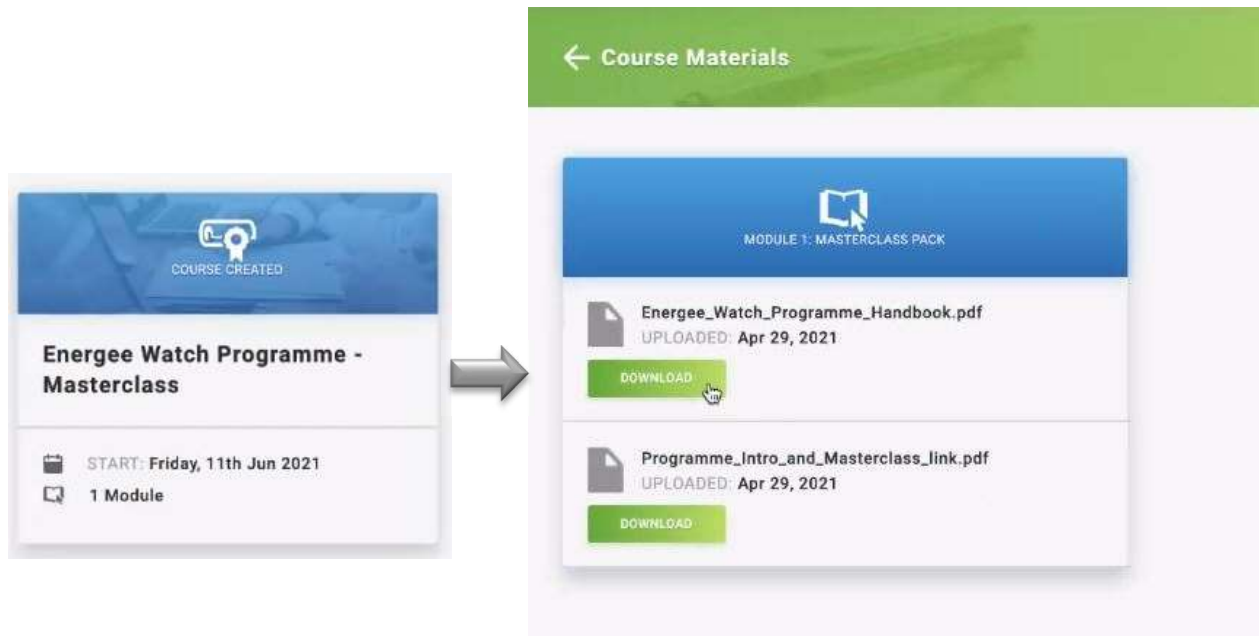 COURSE CREATED
Energee Watch Programme -
Masterclass
START: Friday, 11th Jun 2021
1 Module
← Course Materials
MODULE 1: MASTERCLASS PACK
Energee_Watch_Programme_Handbook.pdf
UPLOADED: Apr 29, 2021
DOWNLOAD
Programme_Intro_and_Masterclass_link.pdf
UPLOADED: Apr 29, 2021
DOWNLOAD